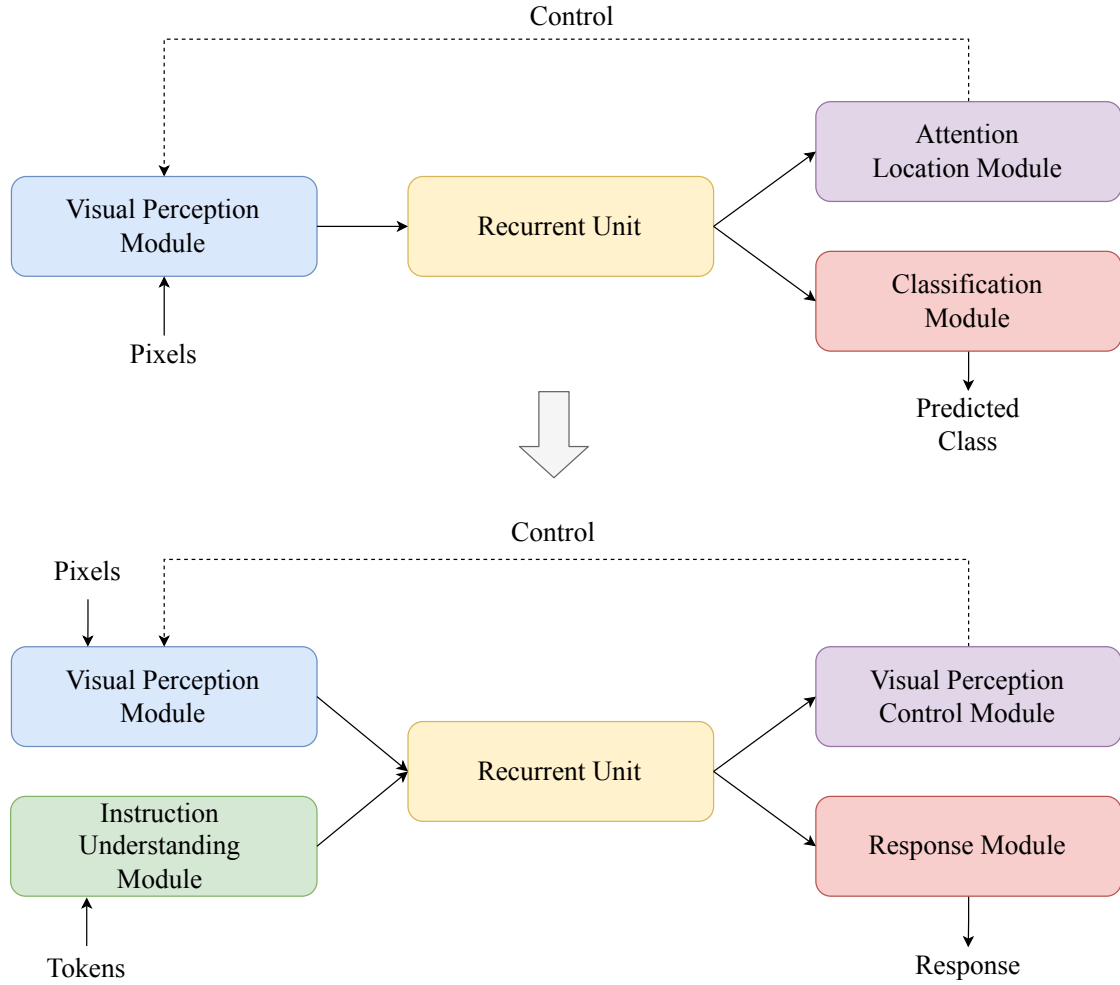 Control
Attention
Location Module
Visual Perception
Module
Recurrent Unit
Classification
Module
Pixels
Predicted
Class
Control
Pixels
Visual Perception
Module
Visual Perception
Control Module
Recurrent Unit
Instruction
Understanding
Module
Response Module
Tokens
Response